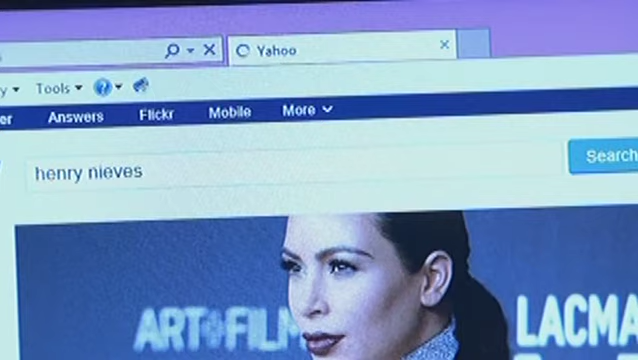 Yahoo
Tools
Answers Flickr Mobile More
henry nieves Search
ART+FILM LACMA